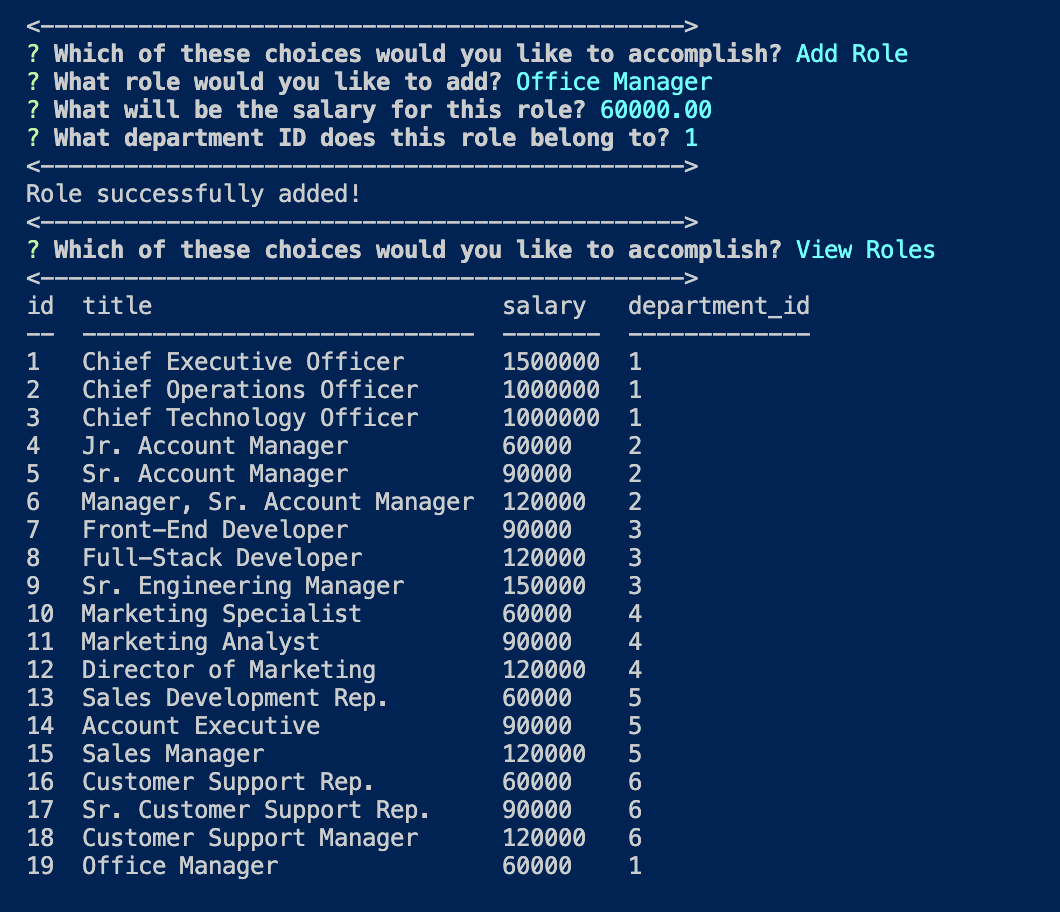 <----------------------------------------------->
? Which of these choices would you like to accomplish? Add Role
? What role would you like to add? Office Manager
? What will be the salary for this role? 60000.00
? What department ID does this role belong to? 1
<----------------------------------------------->
Role successfully added!
<----------------------------------------------->
? Which of these choices would you like to accomplish? View Roles
<----------------------------------------------->
id  title                         salary   department_id
--  ----------------------------  -------  -------------
1   Chief Executive Officer       1500000  1
2   Chief Operations Officer      1000000  1
3   Chief Technology Officer      1000000  1
4   Jr. Account Manager           60000    2
5   Sr. Account Manager           90000    2
6   Manager, Sr. Account Manager  120000   2
7   Front-End Developer           90000    3
8   Full-Stack Developer          120000   3
9   Sr. Engineering Manager       150000   3
10  Marketing Specialist          60000    4
11  Marketing Analyst             90000    4
12  Director of Marketing         120000   4
13  Sales Development Rep.        60000    5
14  Account Executive             90000    5
15  Sales Manager                 120000   5
16  Customer Support Rep.         60000    6
17  Sr. Customer Support Rep.     90000    6
18  Customer Support Manager      120000   6
19  Office Manager                60000    1